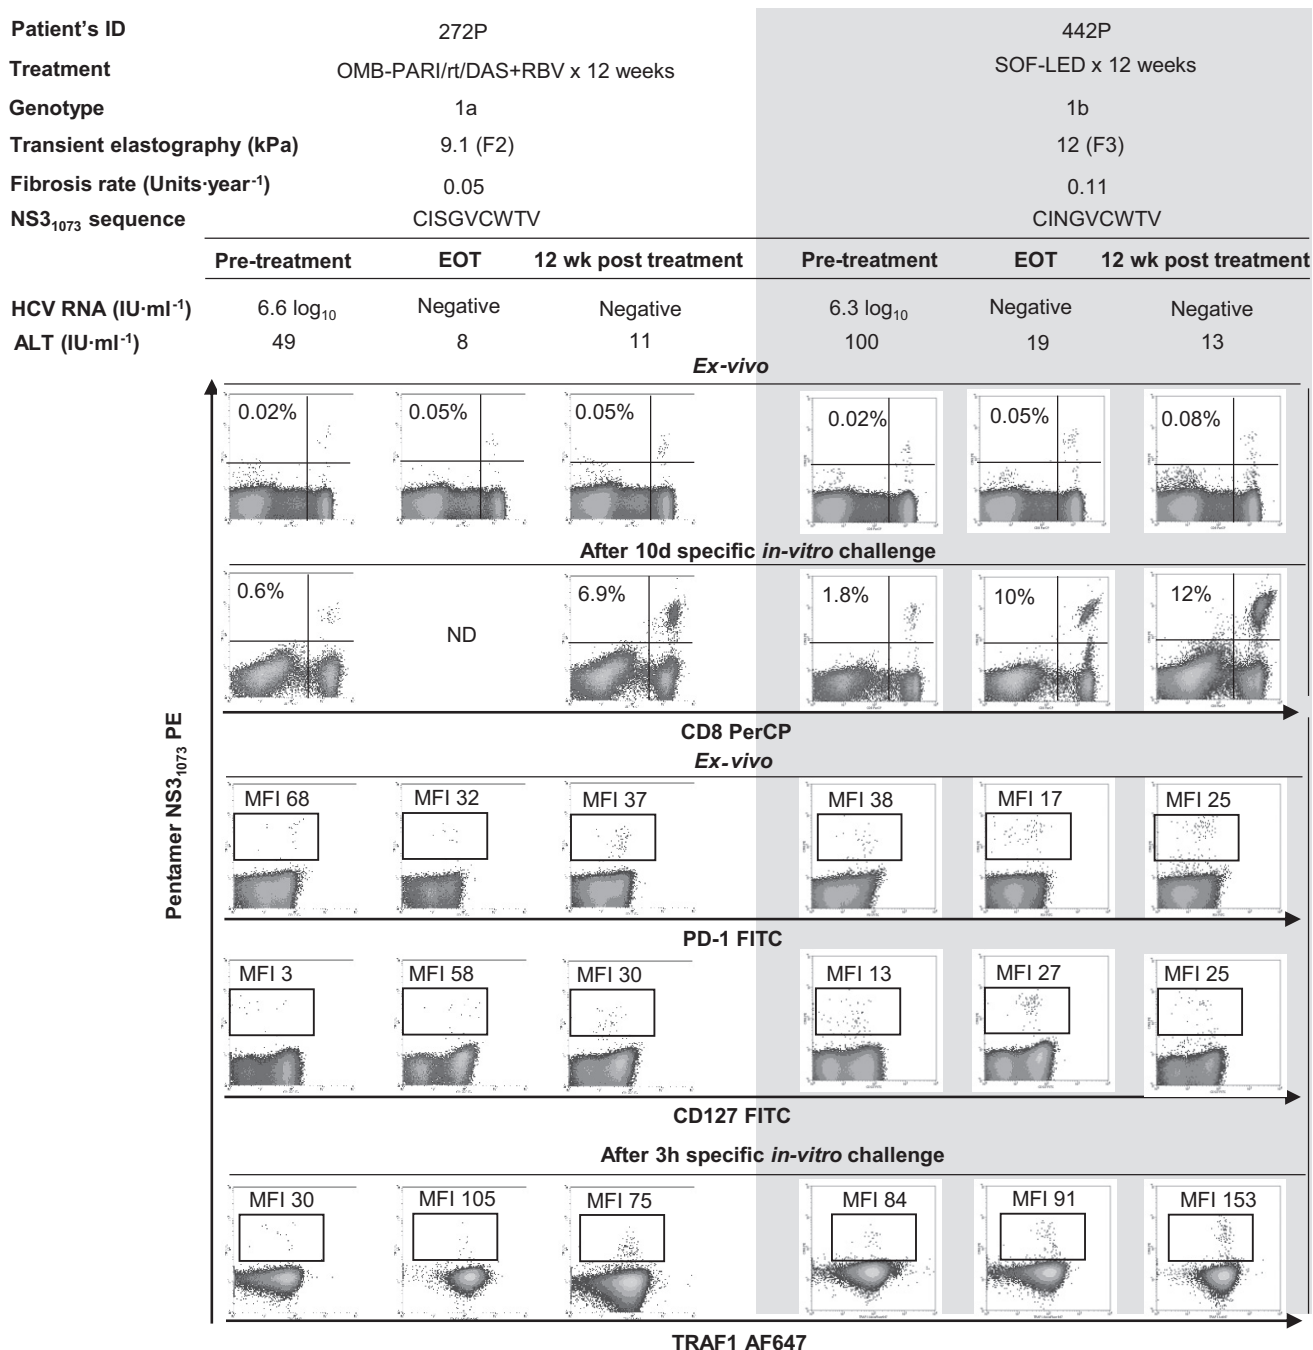 Patient's ID 272P 442P
Treatment OMB-PARI/rt/DAS+RBV x 12 weeks SOF-LED x 12 weeks
Genotype 1a 1b
Transient elastography (kPa) 9.1 (F2) 12 (F3)
Fibrosis rate (Units·year-1) 0.05 0.11
NS31073 sequence CISGVCWTV CINGVCWTV
Pre-treatment EOT 12 wk post treatment Pre-treatment EOT 12 wk post treatment
HCV RNA (IU·ml-1) 6.6 log10 Negative Negative 6.3 log10 Negative Negative
ALT (IU·ml-1) 49 8 11 100 19 13
Ex-vivo
0.02% 0.05% 0.05% 0.02% 0.05% 0.08%
After 10d specific in-vitro challenge
0.6% ND 6.9% 1.8% 10% 12%
CD8 PerCP
Pentamer NS31073 PE
Ex-vivo
MFI 68 MFI 32 MFI 37 MFI 38 MFI 17 MFI 25
PD-1 FITC
MFI 3 MFI 58 MFI 30 MFI 13 MFI 27 MFI 25
CD127 FITC
After 3h specific in-vitro challenge
MFI 30 MFI 105 MFI 75 MFI 84 MFI 91 MFI 153
TRAF1 AF647